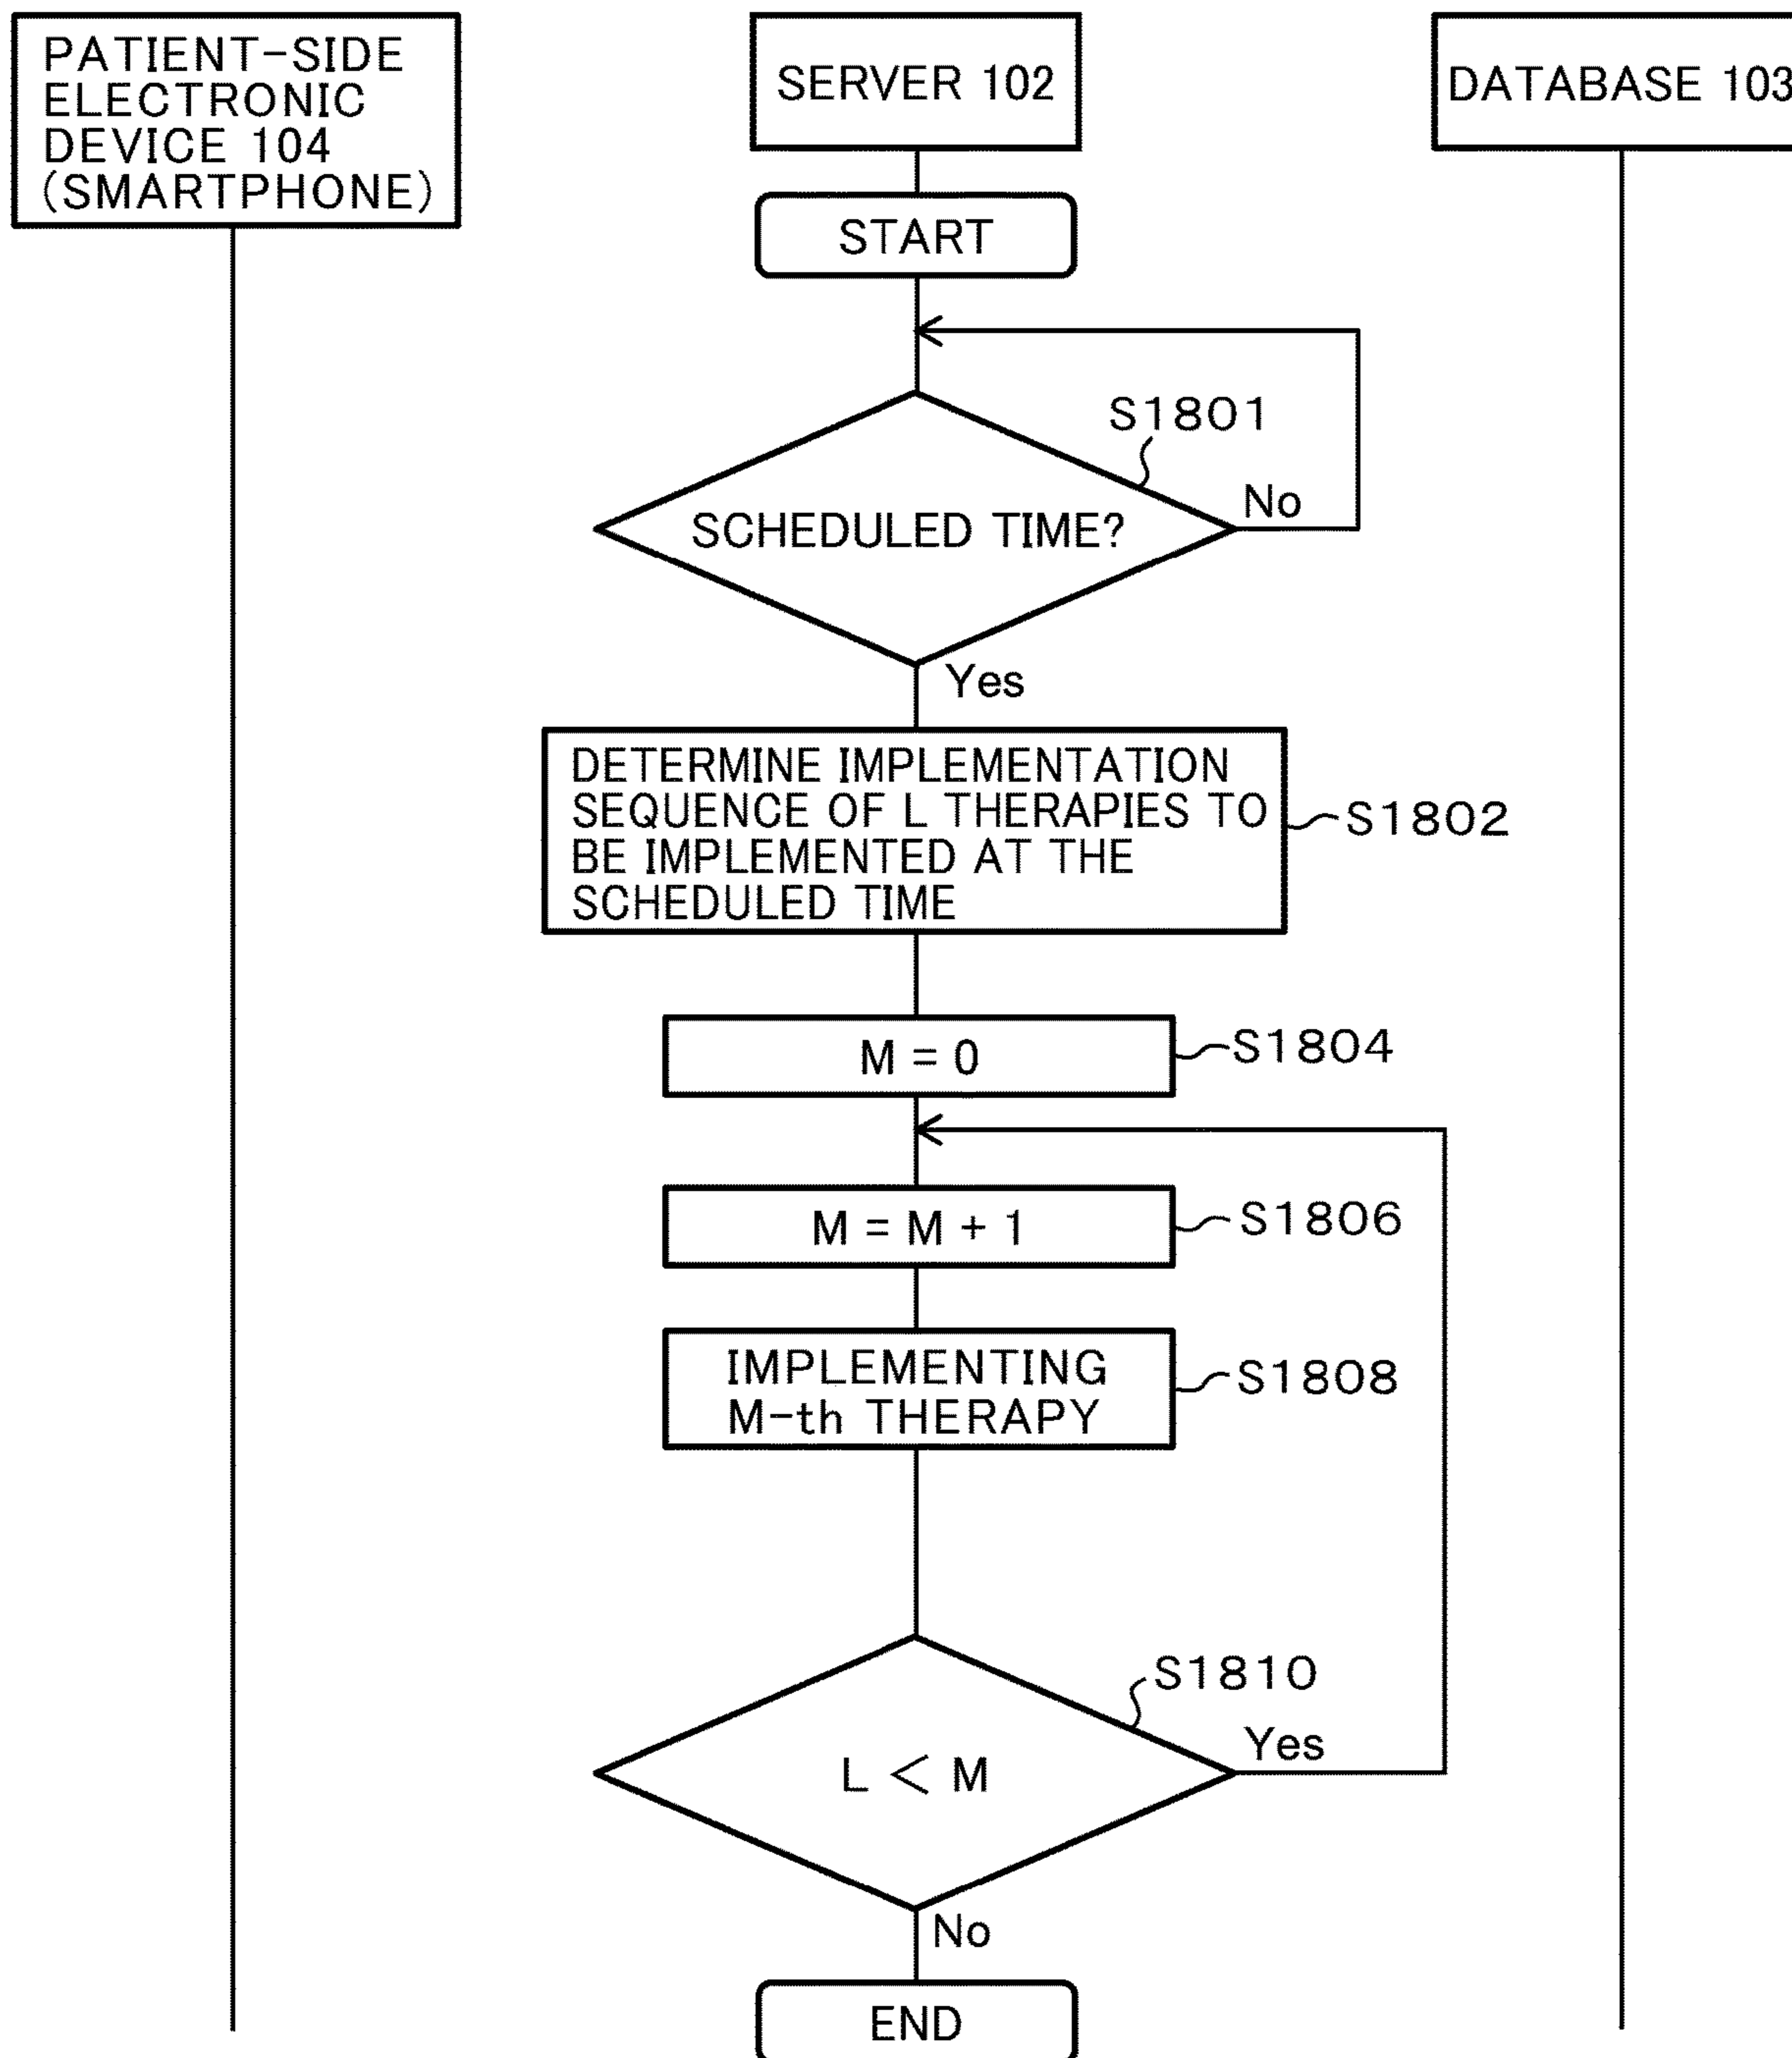 PATIENT-SIDE
ELECTRONIC
DEVICE 104
(SMARTPHONE)
SERVER 102
DATABASE 103
START
S1801
SCHEDULED TIME?
No
Yes
DETERMINE IMPLEMENTATION
SEQUENCE OF L THERAPIES TO
BE IMPLEMENTED AT THE
SCHEDULED TIME
S1802
M = 0
S1804
M = M + 1
S1806
IMPLEMENTING
M-th THERAPY
S1808
S1810
L < M
Yes
No
END